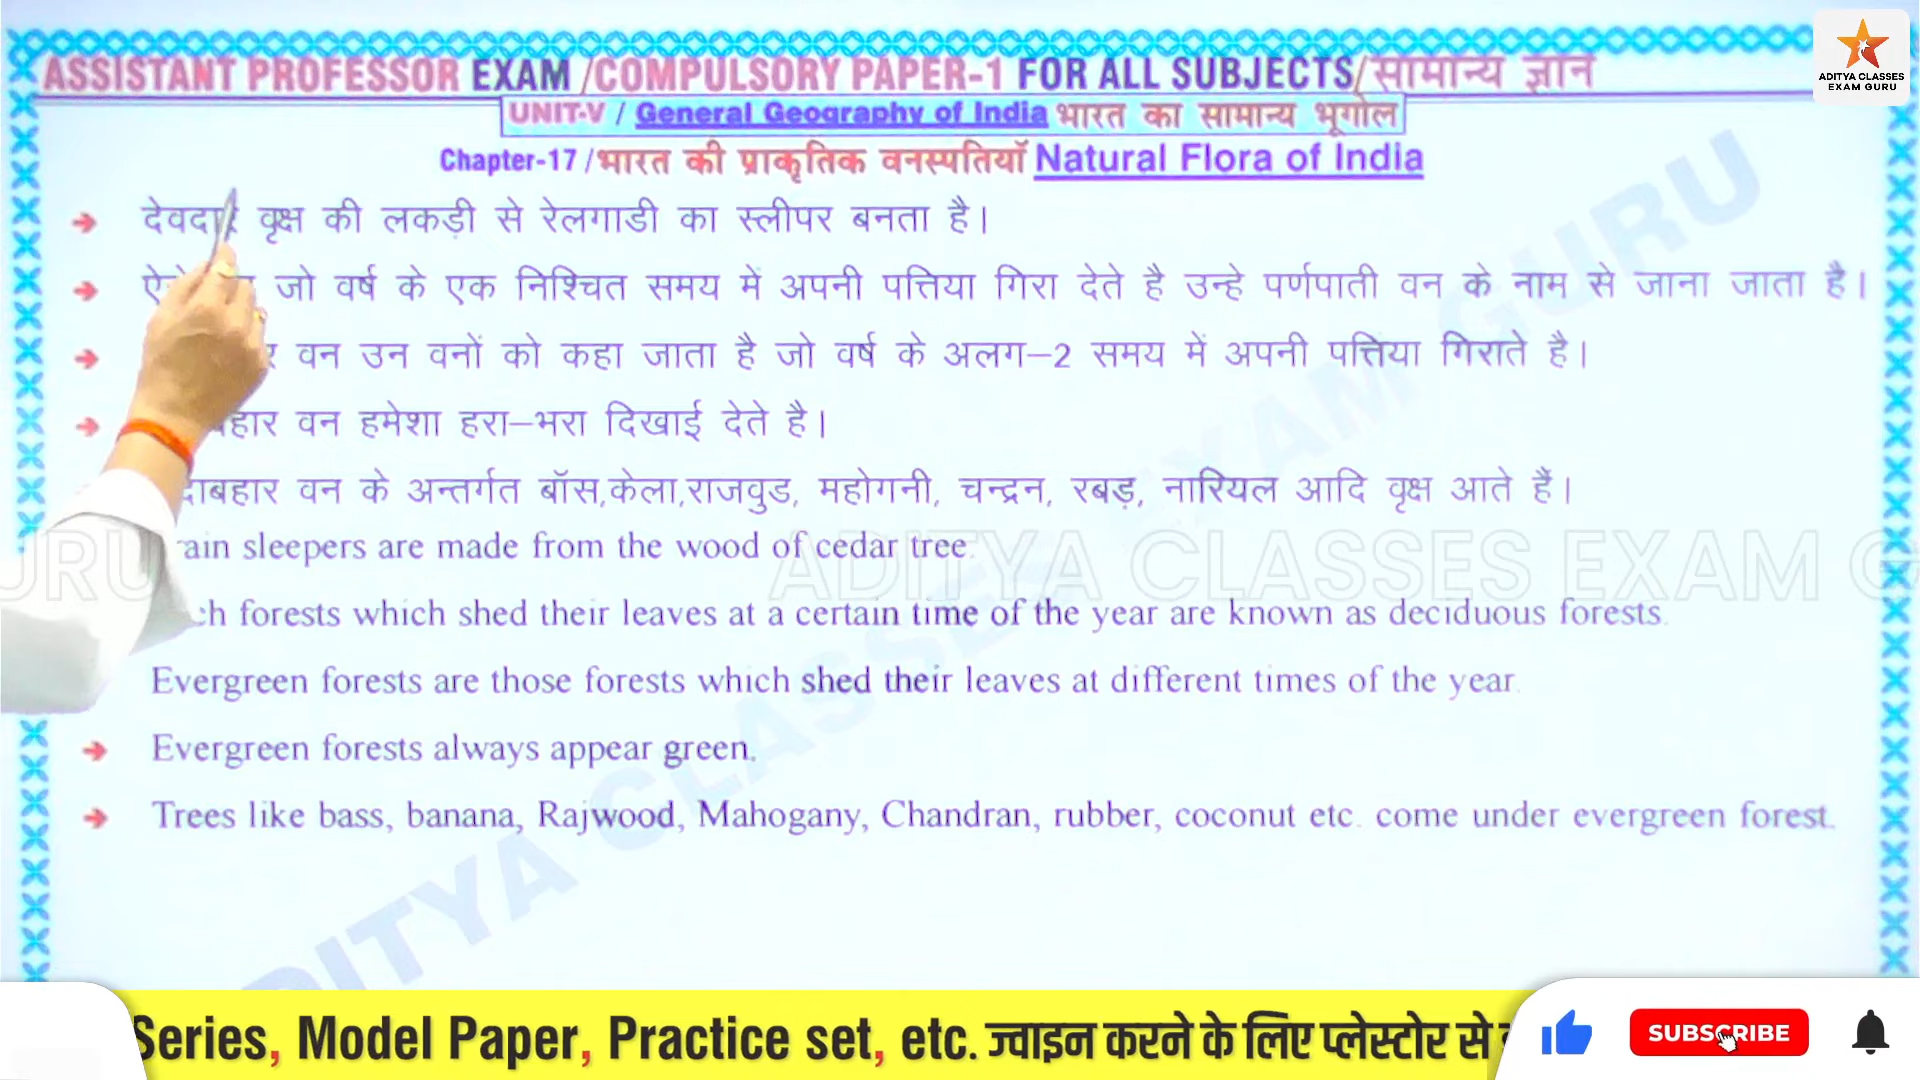 ASSISTANT PROFESSOR EXAM /COMPULSORY PAPER-1 FOR ALL SUBJECTS/सामान्य ज्ञान
ADITYA CLASSES
EXAM GURU
UNIT-V / General Geography of India भारत का सामान्य भूगोल
Chapter-17 /भारत की प्राकृतिक वनस्पतियॉ Natural Flora of India
देवदार वृक्ष की लकड़ी से रेलगाडी का स्लीपर बनता है।
जो वर्ष के एक निश्चित समय में अपनी पत्तिया गिरा देते है उन्हे पर्णपाती वन के नाम से जाना जाता है।
वन उन वनों को कहा जाता है जो वर्ष के अलग–2 समय में अपनी पत्तिया गिराते है।
वन हमेशा हरा–भरा दिखाई देते है।
वन के अन्तर्गत बॉस,केला,राजवुड, महोगनी, चन्द्रन, रबड़, नारियल आदि वृक्ष आते हैं।
sleepers are made from the wood of cedar tree.
forests which shed their leaves at a certain time of the year are known as deciduous forests.
Evergreen forests are those forests which shed their leaves at different times of the year.
Evergreen forests always appear green.
Trees like bass, banana, Rajwood, Mahogany, Chandran, rubber, coconut etc. come under evergreen forest.
ADITYA CLASSES EXAM GURU
URU ADITYA CLASSES EXAM G
Series, Model Paper, Practice set, etc. ज्वाइन करने के लिए प्लेस्टोर से
SUBSCRIBE